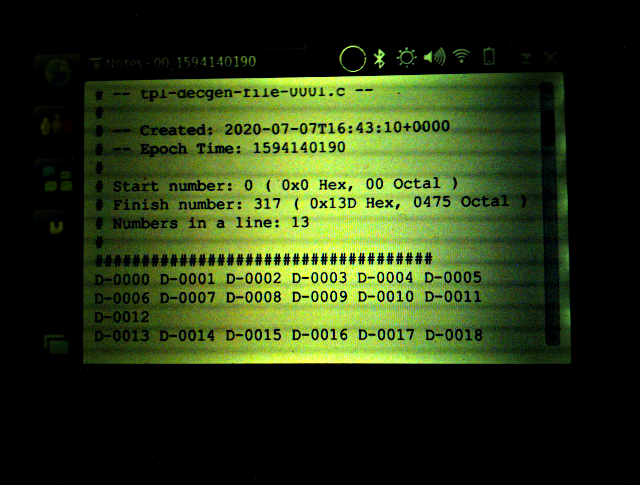 Notes - 00_1594140190
# -- tpl-decgen-file-0001.c --
#
# -- Created: 2020-07-07T16:43:10+0000
# -- Epoch Time: 1594140190
#
# Start number: 0 ( 0x0 Hex, 00 Octal )
# Finish number: 317 ( 0x13D Hex, 0475 Octal )
# Numbers in a line: 13
#
#####################################
D-0000 D-0001 D-0002 D-0003 D-0004 D-0005
D-0006 D-0007 D-0008 D-0009 D-0010 D-0011
D-0012
D-0013 D-0014 D-0015 D-0016 D-0017 D-0018